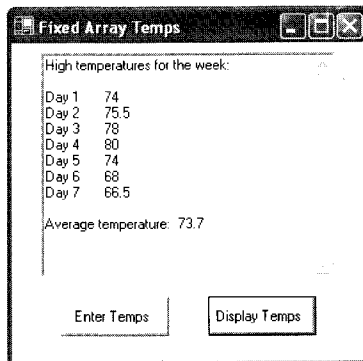 Fixed Array Temps
High temperatures for the week:
Day 1 74
Day 2 75.5
Day 3 78
Day 4 80
Day 5 74
Day 6 68
Day 7 66.5
Average temperature: 73.7
Enter Temps
Display Temps